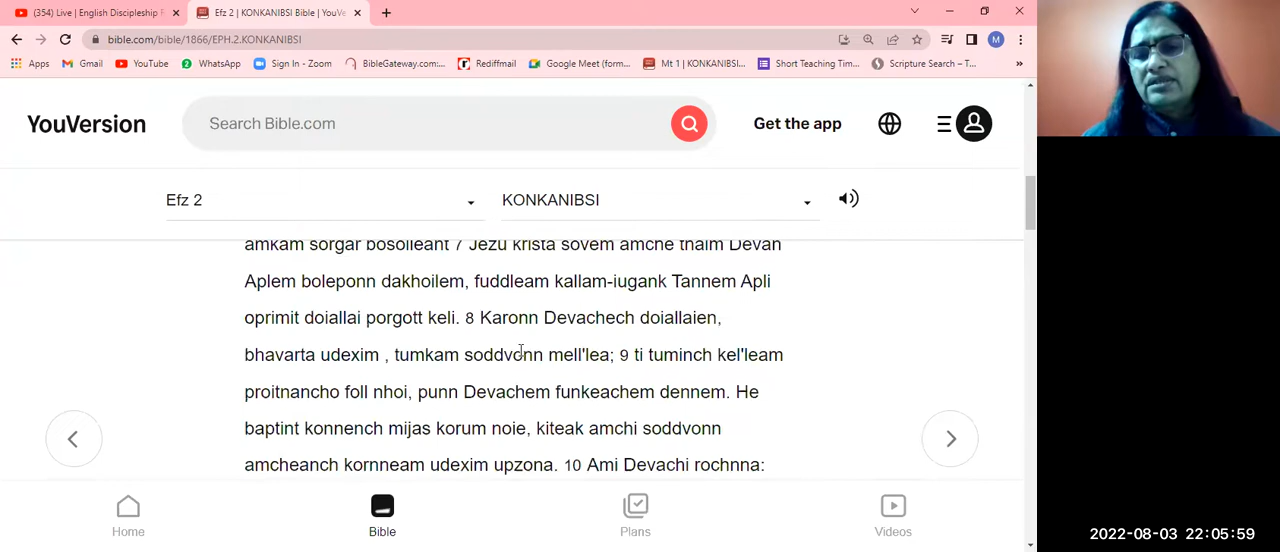 (354) Live | English Discipleship F
Efz 2 | KONKANIBSI Bible | YouVe
bible.com/bible/1866/EPH.2.KONKANIBSI
M
Apps
Gmail
YouTube
WhatsApp
Sign In - Zoom
BibleGateway.com:...
Rediffmail
Google Meet (form...
Mt 1 | KONKANIBSI...
Short Teaching Tim...
Scripture Search – T...
YouVersion
Search Bible.com
Get the app
Efz 2
KONKANIBSI
amkam sorgar bosoileant 7 Jezu krista sovem amche thaim Devan
Aplem boleponn dakhoilem, fuddleam kallam-iugank Tannem Apli
oprimit doiallai porgott keli. 8 Karonn Devachech doiallaien,
bhavarta udexim , tumkam soddvonn mell'lea; 9 ti tuminch kel'leam
proitnancho foll nhoi, punn Devachem funkeachem dennem. He
baptint konnench mijas korum noie, kiteak amchi soddvonn
amcheanch kornneam udexim upzona. 10 Ami Devachi rochnna:
Home
Bible
Plans
Videos
2022-08-03 22:05:59